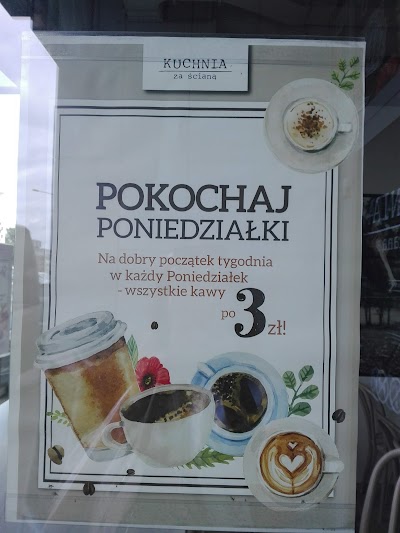 KUCHNIA
za ścianą
POKOCHAJ
PONIEDZIAŁKI
Na dobry początek tygodnia
w każdy Poniedziałek
- wszystkie kawy
po 3 zł!